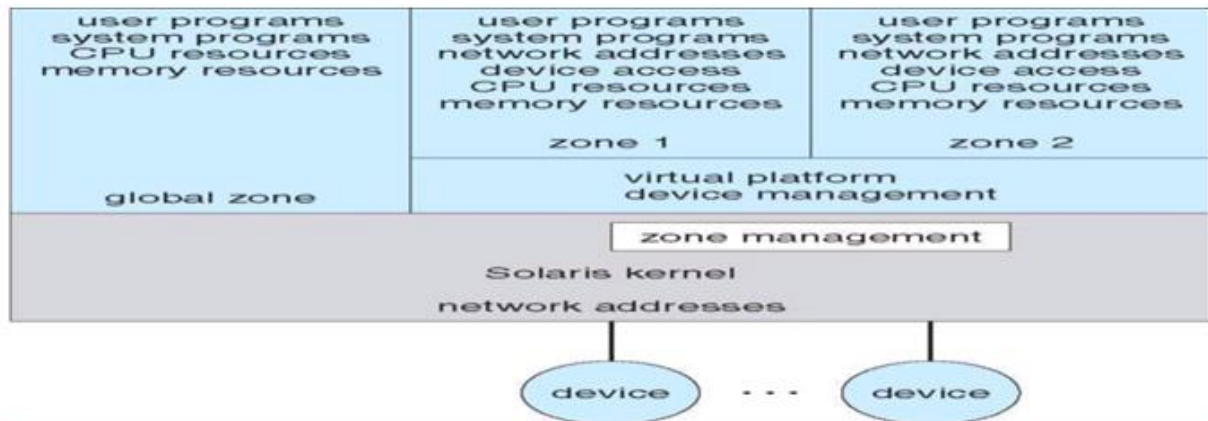 user programs
system programs
CPU resources
memory resources
global zone
user programs
system programs
network addresses
device access
CPU resources
memory resources
zone 1
user programs
system programs
network addresses
device access
CPU resources
memory resources
zone 2
virtual platform
device management
zone management
Solaris kernel
network addresses
device
. . .
device